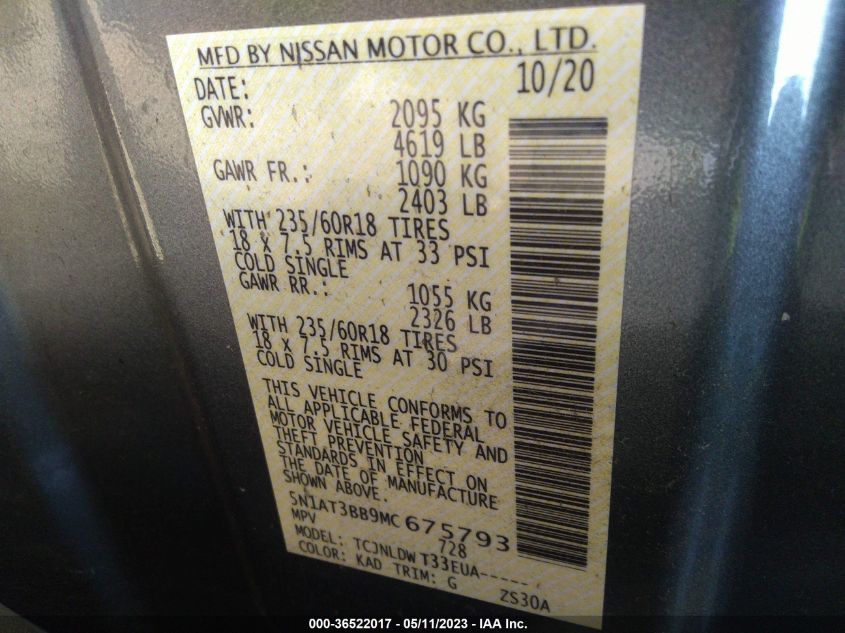 MFD BY NISSAN MOTOR CO., LTD.
DATE: 10/20
GVWR: 2095 KG
4619 LB
GAWR FR.: 1090 KG
2403 LB
WITH 235/60R18 TIRES
18 X 7.5 RIMS AT 33 PSI
COLD SINGLE
GAWR RR.: 1055 KG
2326 LB
WITH 235/60R18 TIRES
18 X 7.5 RIMS AT 30 PSI
COLD SINGLE
THIS VEHICLE CONFORMS TO
ALL APPLICABLE FEDERAL
MOTOR VEHICLE SAFETY AND
THEFT PREVENTION
STANDARDS IN EFFECT ON
THE DATE OF MANUFACTURE
SHOWN ABOVE.
5N1AT3BB9MC675793
MPV 728
MODEL: TCJNLDW T33EUA-----
COLOR: KAD TRIM: G ZS30A
000-36522017 - 05/11/2023 - IAA Inc.